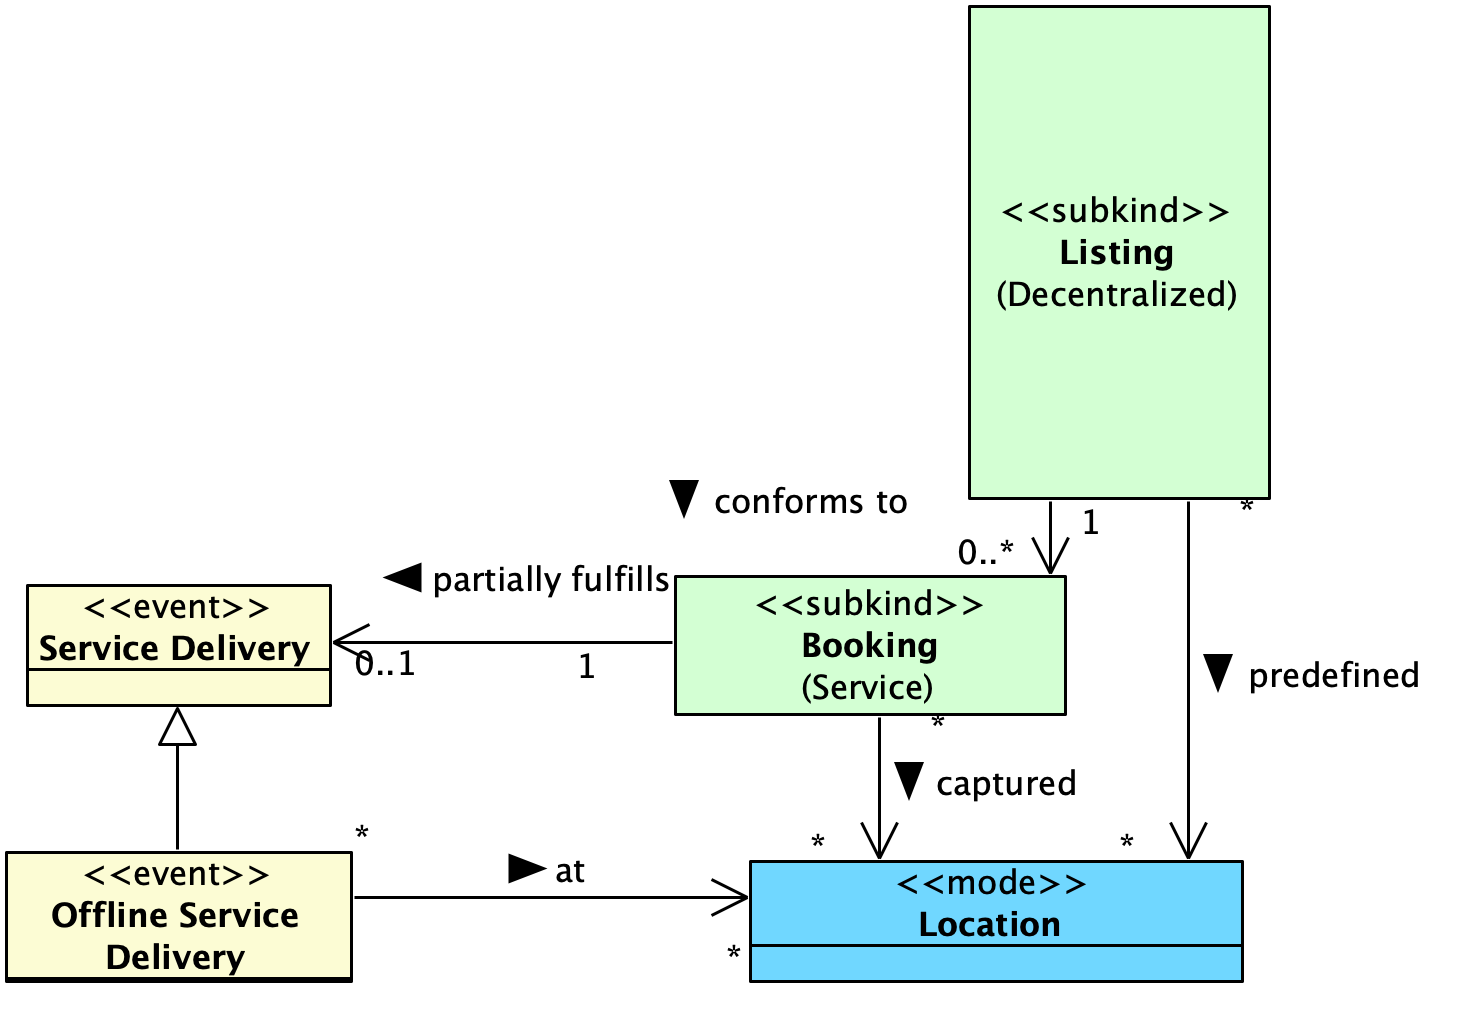 <<subkind>>
Listing
(Decentralized)
*
1
conforms to
0..*
partially fulfills
<<event>>
Service Delivery
0..1
1
<<subkind>>
Booking
(Service)
*
predefined
captured
*
*
*
at
<<event>>
Offline Service
Delivery
*
<<mode>>
Location